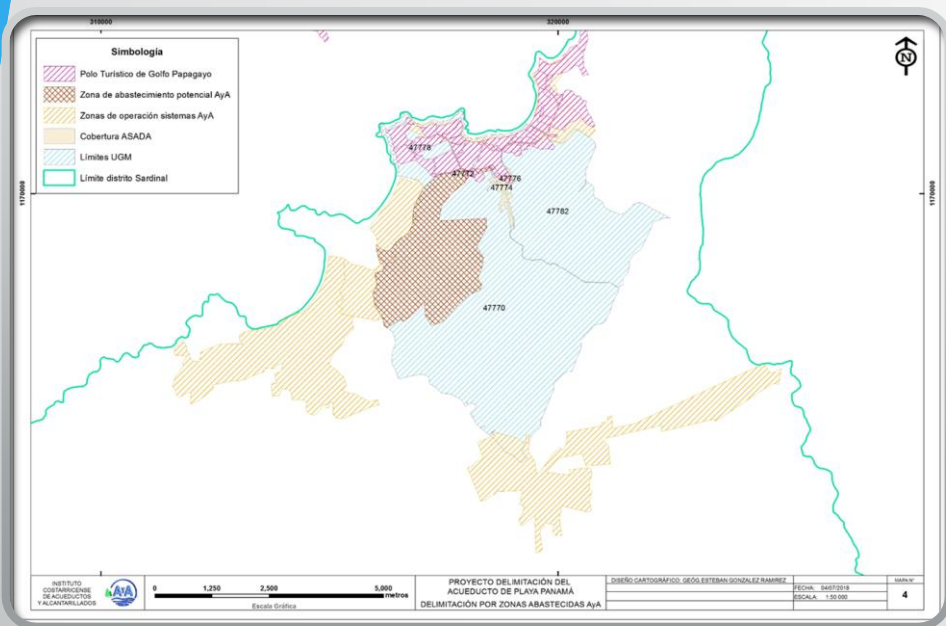 310000
320000
Simbología
Polo Turístico de Golfo Papagayo
Zona de abastecimiento potencial AyA
Zonas de operación sistemas AyA
Cobertura ASADA
Límites UGM
Límite distrito Sardinal
N
1170000
1170000
47778
47772
47776
47774
47782
47770
INSTITUTO
COSTARRICENSE
DE ACUEDUCTOS
Y ALCANTARILLADOS
AyA
0 1,250 2,500 5,000
metros
Escala Gráfica
PROYECTO DELIMITACIÓN DEL
ACUEDUCTO DE PLAYA PANAMÁ
DELIMITACIÓN POR ZONAS ABASTECIDAS AyA
DISEÑO CARTOGRÁFICO: GEÓG.ESTEBAN GONZALEZ RAMIREZ
FECHA: 04/07/2018
ESCALA: 1:50 000
MAPA N°
4